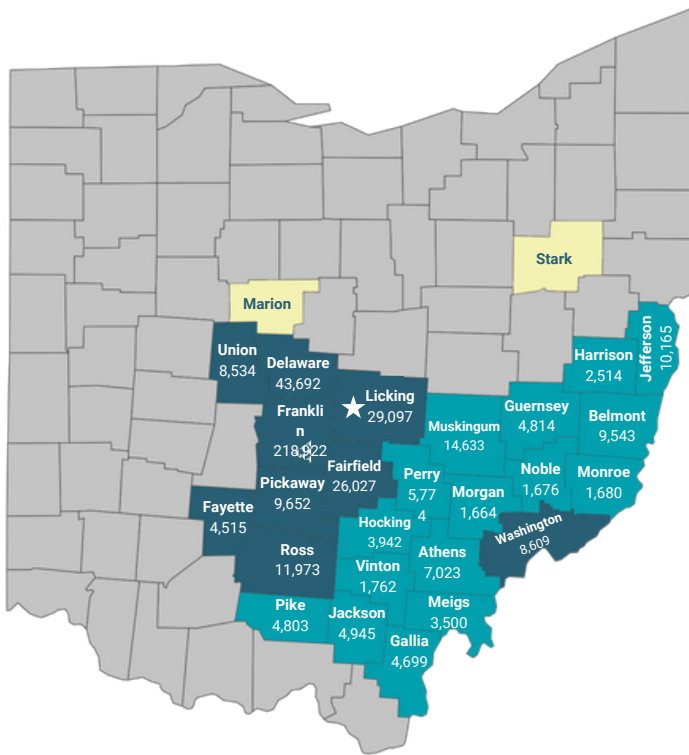 Stark
Marion
Jefferson
10,165
Union
8,534
Delaware
43,692
Harrison
2,514
Licking
29,097
Frankli
n
218,922
Guernsey
4,814
Belmont
9,543
Muskingum
14,633
Fairfield
26,027
Perry
5,77
4
Noble
1,676
Monroe
1,680
Pickaway
9,652
Morgan
1,664
Fayette
4,515
Hocking
3,942
Washington
8,609
Ross
11,973
Athens
7,023
Vinton
1,762
Pike
4,803
Jackson
4,945
Meigs
3,500
Gallia
4,699